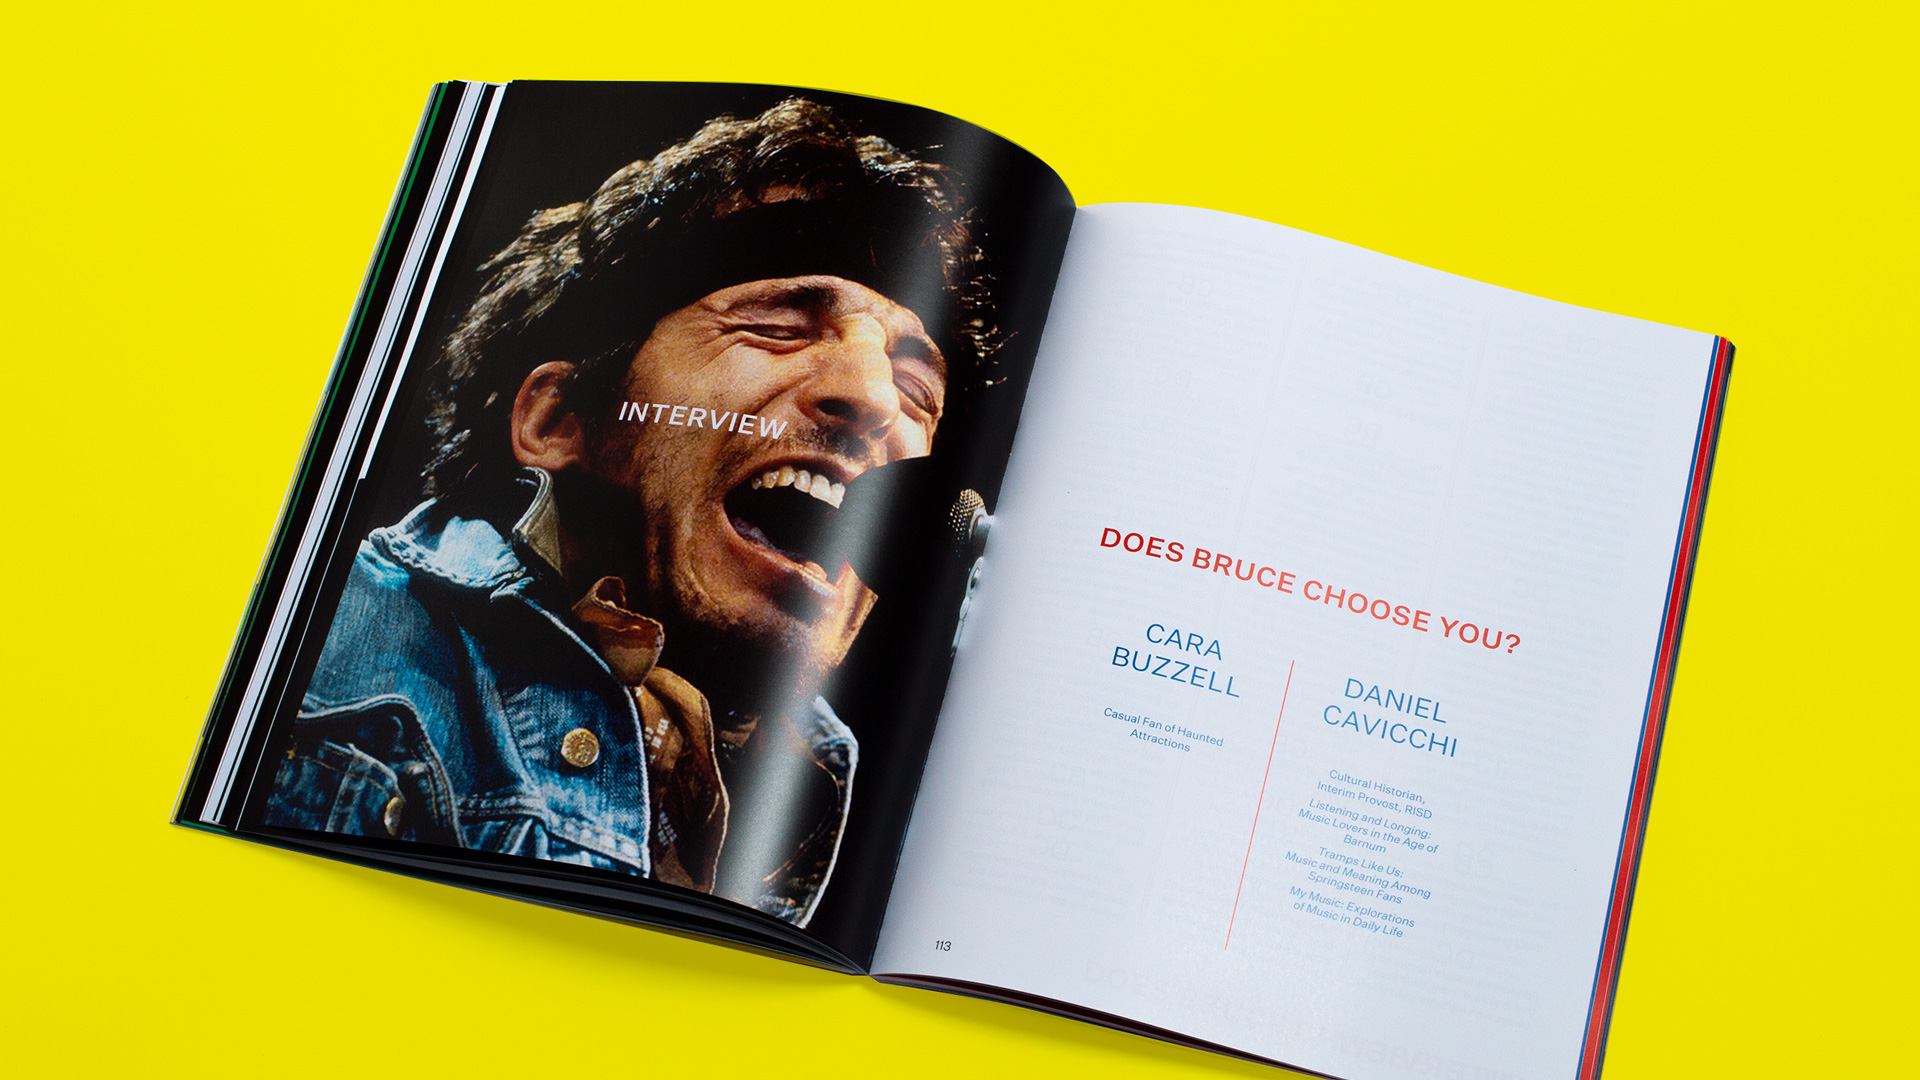 INTERVIEW
DOES BRUCE CHOOSE YOU?
CARA
BUZZELL
Casual Fan of Haunted
Attractions
DANIEL
CAVICCHI
Cultural Historian,
Interim Provost, RISD
Listening and Longing:
Music Lovers in the Age of
Barnum
Tramps Like Us:
Music and Meaning Among
Springsteen Fans
My Music: Explorations
of Music in Daily Life
113